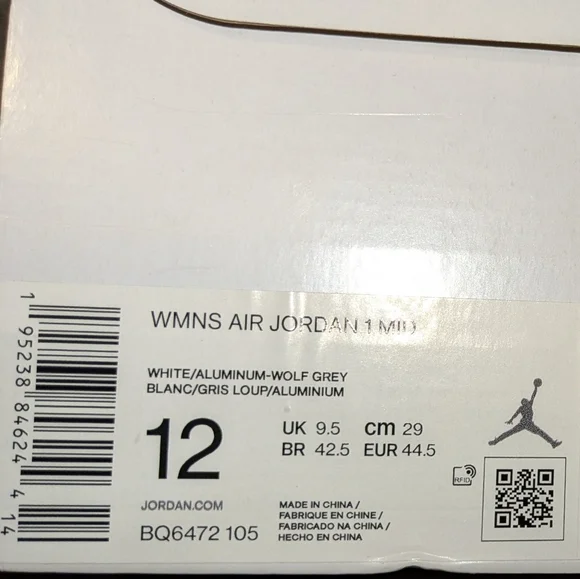 WMNS AIR JORDAN 1 MID
WHITE/ALUMINUM-WOLF GREY
BLANC/GRIS LOUP/ALUMINIUM
12
UK 9.5 cm 29
BR 42.5 EUR 44.5
JORDAN.COM
BQ6472 105
MADE IN CHINA /
FABRIQUE EN CHINE /
FABRICADO NA CHINA /
HECHO EN CHINA
RFID
1 95238 84624 4 14